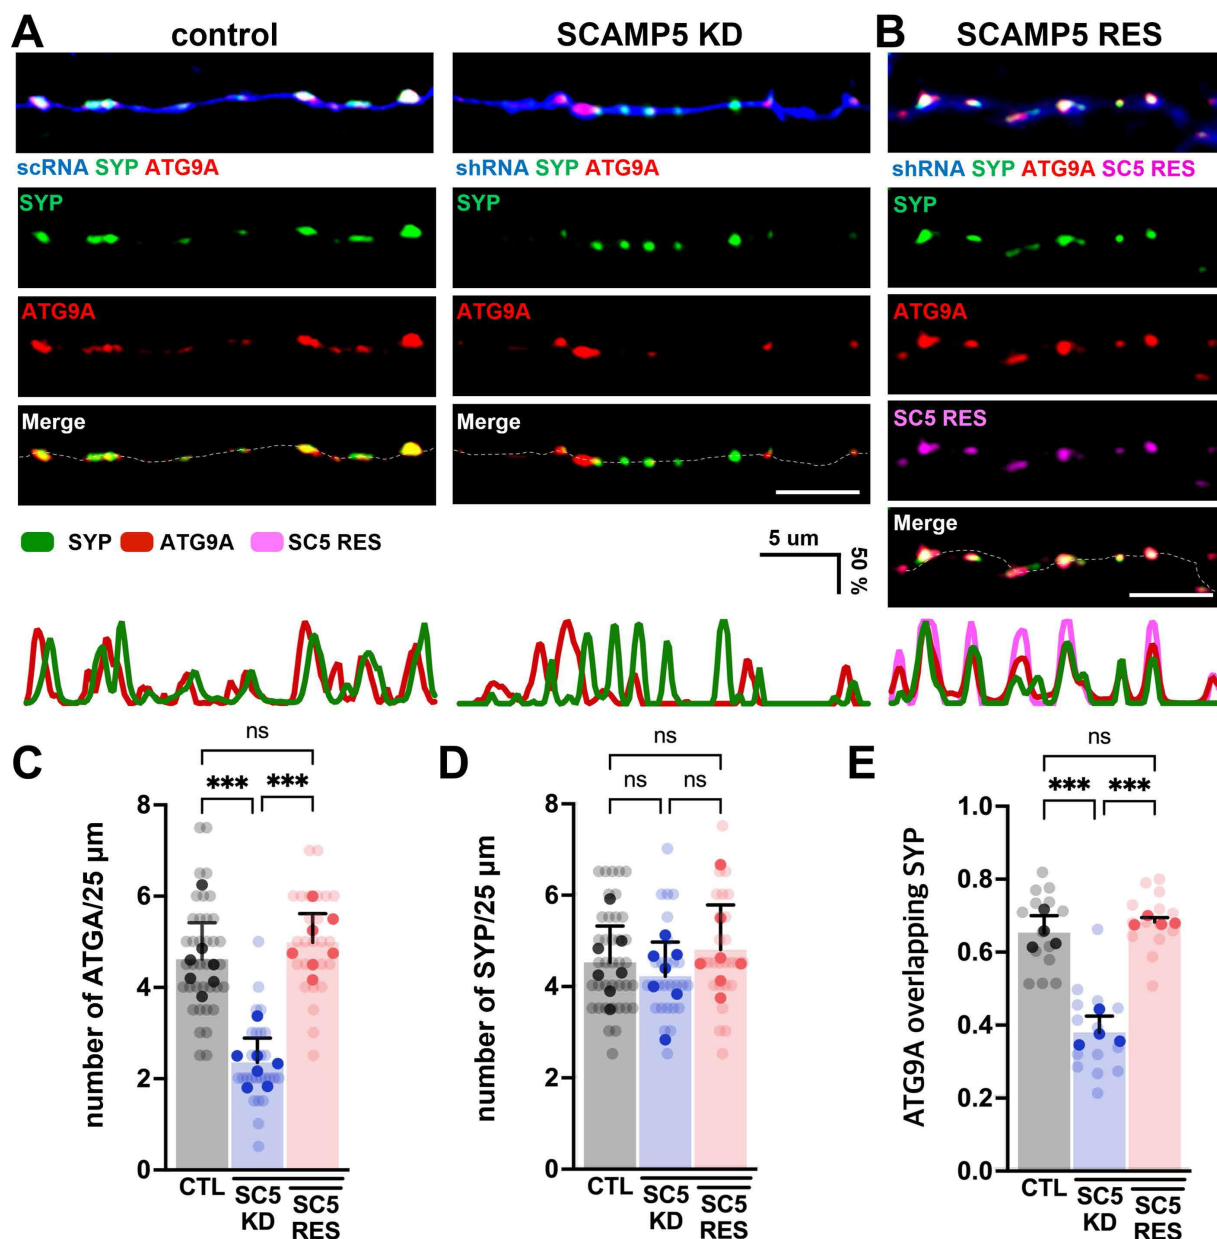 A
control
SCAMP5 KD
B
SCAMP5 RES
scRNA SYP ATG9A
shRNA SYP ATG9A
shRNA SYP ATG9A SC5 RES
SYP
SYP
ATG9A
ATG9A
ATG9A
Merge
Merge
SC5 RES
Merge
SYP
ATG9A
SC5 RES
5 um
50 %
C
ns
***
***
number of ATGA/25 µm
8
6
4
2
0
CTL
SC5
KD
SC5
RES
D
ns
ns
ns
number of SYP/25 µm
8
6
4
2
0
CTL
SC5
KD
SC5
RES
E
ns
***
***
ATG9A overlapping SYP
1.0
0.8
0.6
0.4
0.2
0.0
CTL
SC5
KD
SC5
RES